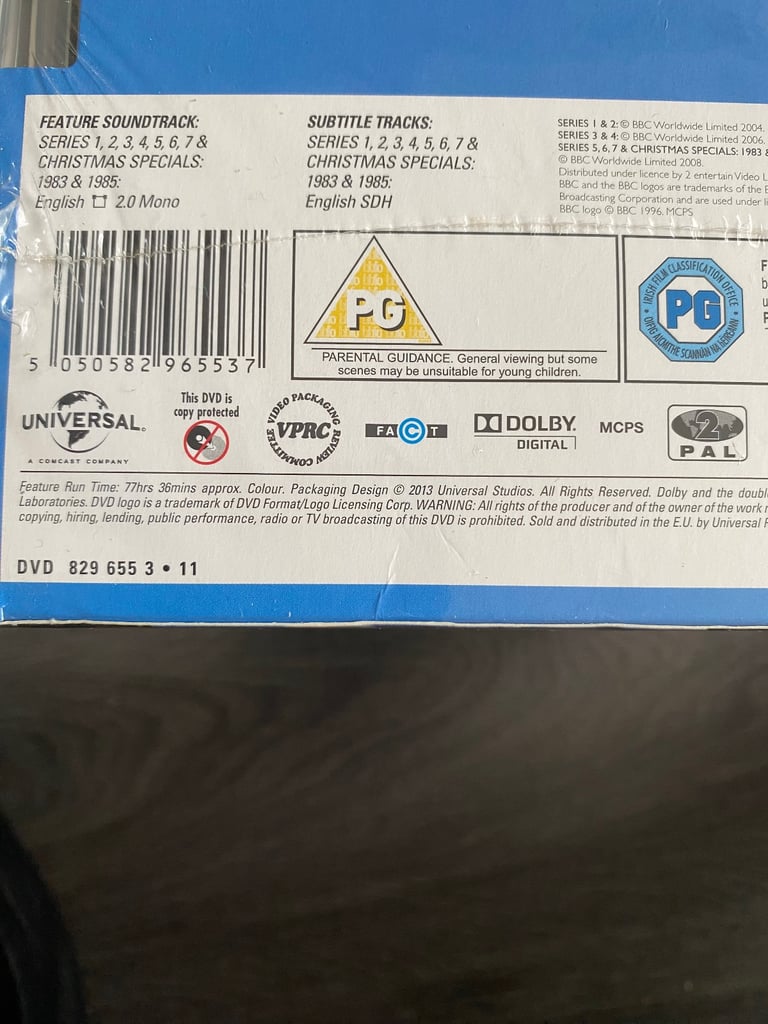 FEATURE SOUNDTRACK:
SERIES 1, 2, 3, 4, 5, 6, 7 &
CHRISTMAS SPECIALS:
1983 & 1985:
English 2.0 Mono
SUBTITLE TRACKS:
SERIES 1, 2, 3, 4, 5, 6, 7 &
CHRISTMAS SPECIALS:
1983 & 1985:
English SDH
SERIES 1 & 2: © BBC Worldwide Limited 2004.
SERIES 3 & 4: © BBC Worldwide Limited 2006.
SERIES 5, 6, 7 & CHRISTMAS SPECIALS: 1983 &
© BBC Worldwide Limited 2008.
Distributed under licence by 2 entertain Video
BBC and the BBC logos are trademarks of the
Broadcasting Corporation and are used under
BBC logo © BBC 1996. MCPS
5 050582 965537
PG
PARENTAL GUIDANCE. General viewing but some
scenes may be unsuitable for young children.
IRISH FILM CLASSIFICATION OFFICE
PG
OIFIG AICMITHE SCANNÁN NA HÉIREANN
UNIVERSAL
A COMCAST COMPANY
This DVD is
copy protected
VIDEO PACKAGING
VPRC
REVIEW COMMITTEE
FACT
DOLBY
DIGITAL
MCPS
2
PAL
Feature Run Time: 77hrs 36mins approx. Colour. Packaging Design © 2013 Universal Studios. All Rights Reserved. Dolby and the
Laboratories. DVD logo is a trademark of DVD Format/Logo Licensing Corp. WARNING: All rights of the producer and of the owner of the work
copying, hiring, lending, public performance, radio or TV broadcasting of this DVD is prohibited. Sold and distributed in the E.U. by Universal
DVD 829 655 3 • 11